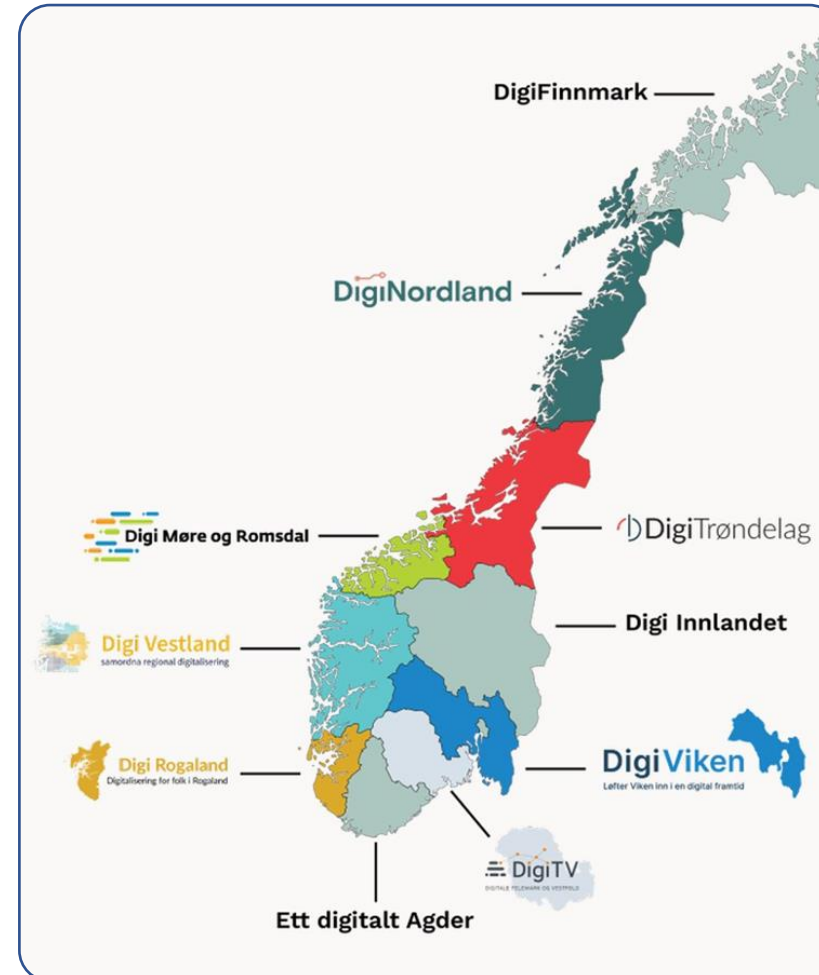 DigiFinnmark
DigiNordland
Digi Møre og Romsdal
DigiTrøndelag
Digi Innlandet
Digi Vestland
samordna regional digitalisering
Digi Rogaland
Digitalisering for folk i Rogaland
DigiViken
Løfter Viken inn i en digital framtid
DigiTV
DIGITALE TELEMARK OG VESTFOLD
Ett digitalt Agder